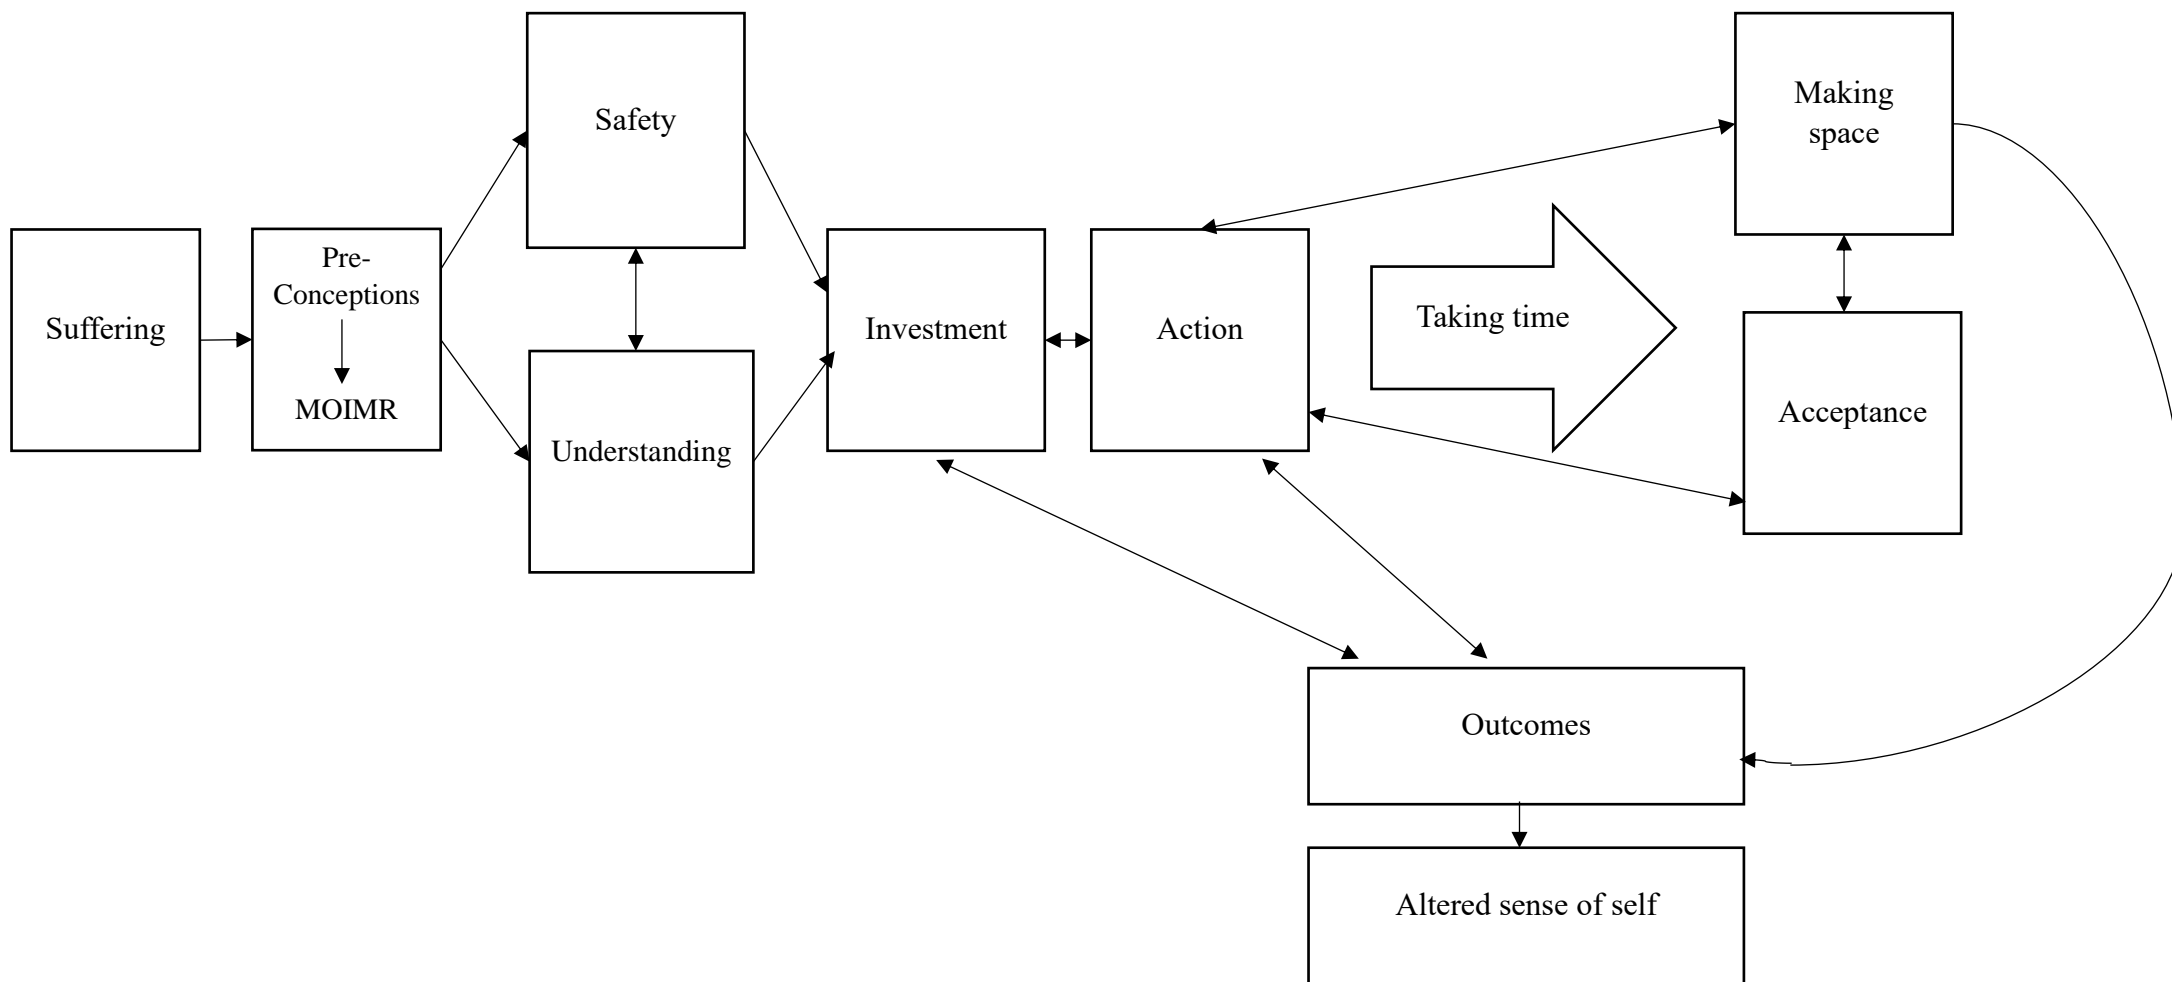 Suffering
Pre-
Conceptions
MOIMR
Safety
Understanding
Investment
Action
Taking time
Making
space
Acceptance
Outcomes
Altered sense of self